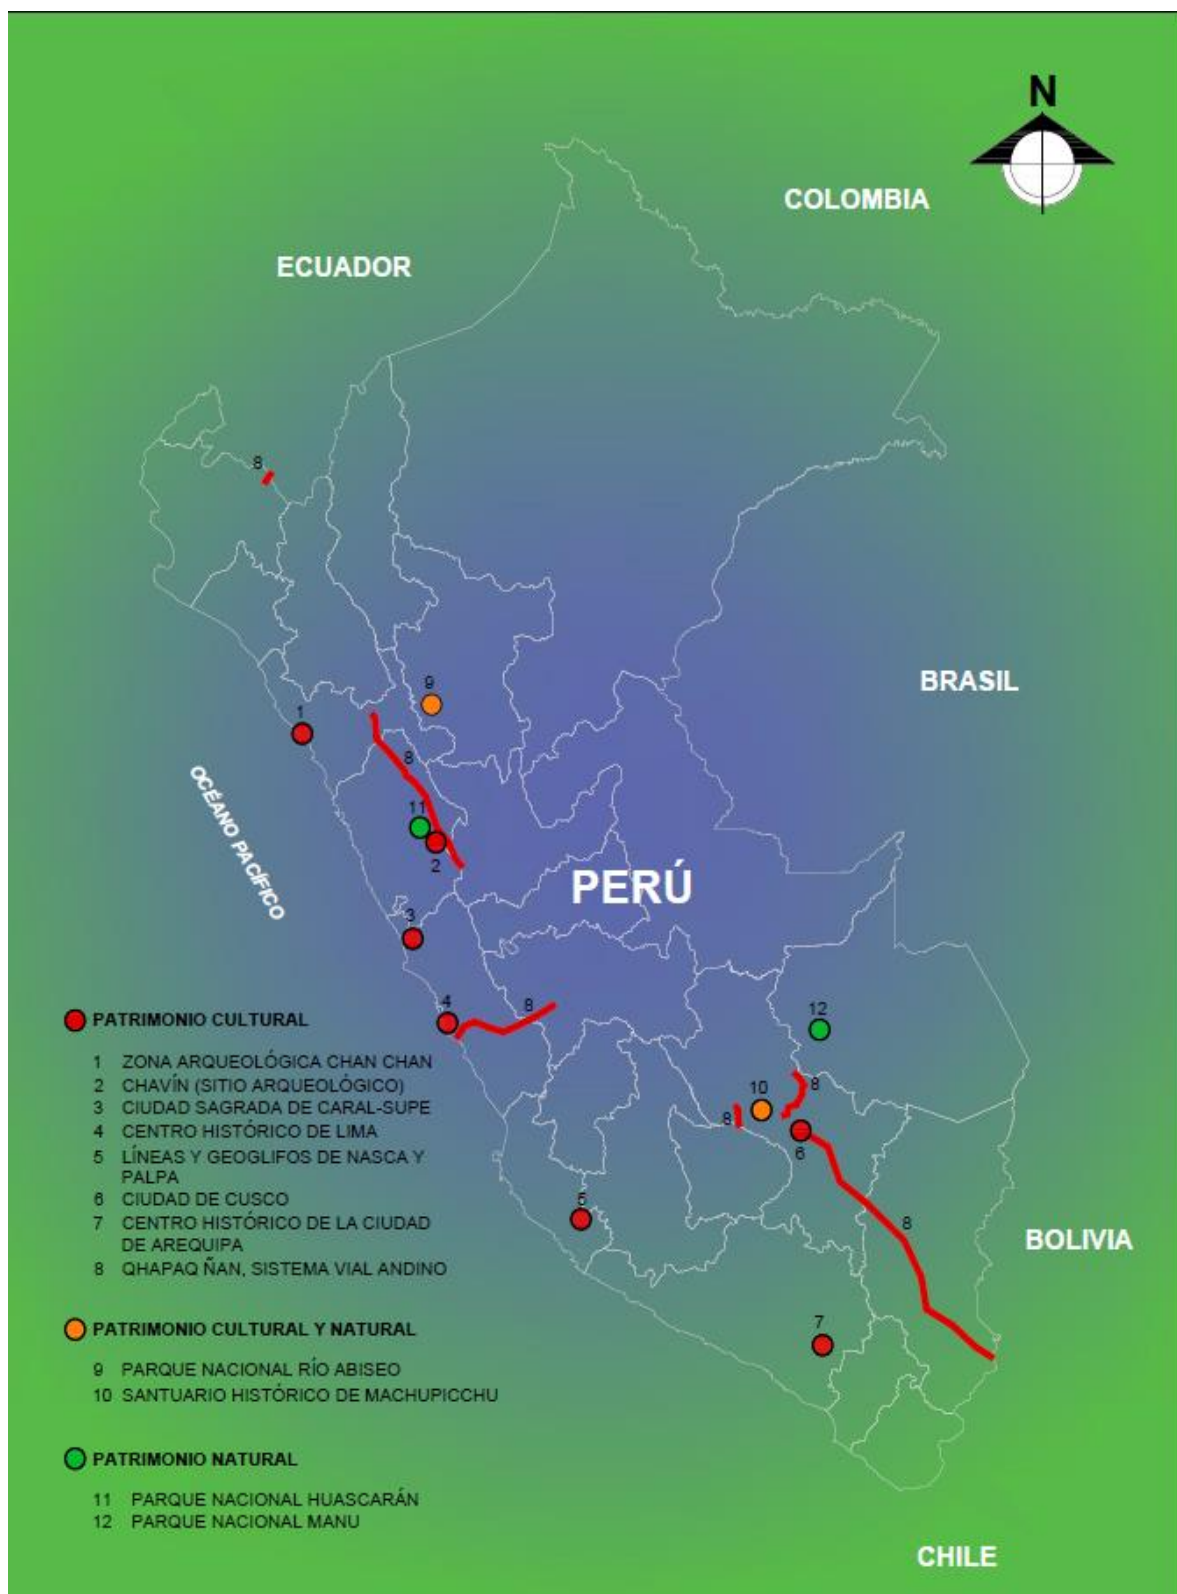 N
COLOMBIA
ECUADOR
8
BRASIL
9
1
8
OCÉANO PACÍFICO
11
2
PERÚ
3
4
8
12
8
10
8
6
5
8
BOLIVIA
7
PATRIMONIO CULTURAL
1 ZONA ARQUEOLÓGICA CHAN CHAN
2 CHAVÍN (SITIO ARQUEOLÓGICO)
3 CIUDAD SAGRADA DE CARAL-SUPE
4 CENTRO HISTÓRICO DE LIMA
5 LÍNEAS Y GEOGLIFOS DE NASCA Y
PALPA
6 CIUDAD DE CUSCO
7 CENTRO HISTÓRICO DE LA CIUDAD
DE AREQUIPA
8 QHAPAQ ÑAN, SISTEMA VIAL ANDINO
PATRIMONIO CULTURAL Y NATURAL
9 PARQUE NACIONAL RÍO ABISEO
10 SANTUARIO HISTÓRICO DE MACHUPICCHU
PATRIMONIO NATURAL
11 PARQUE NACIONAL HUASCARÁN
12 PARQUE NACIONAL MANU
CHILE